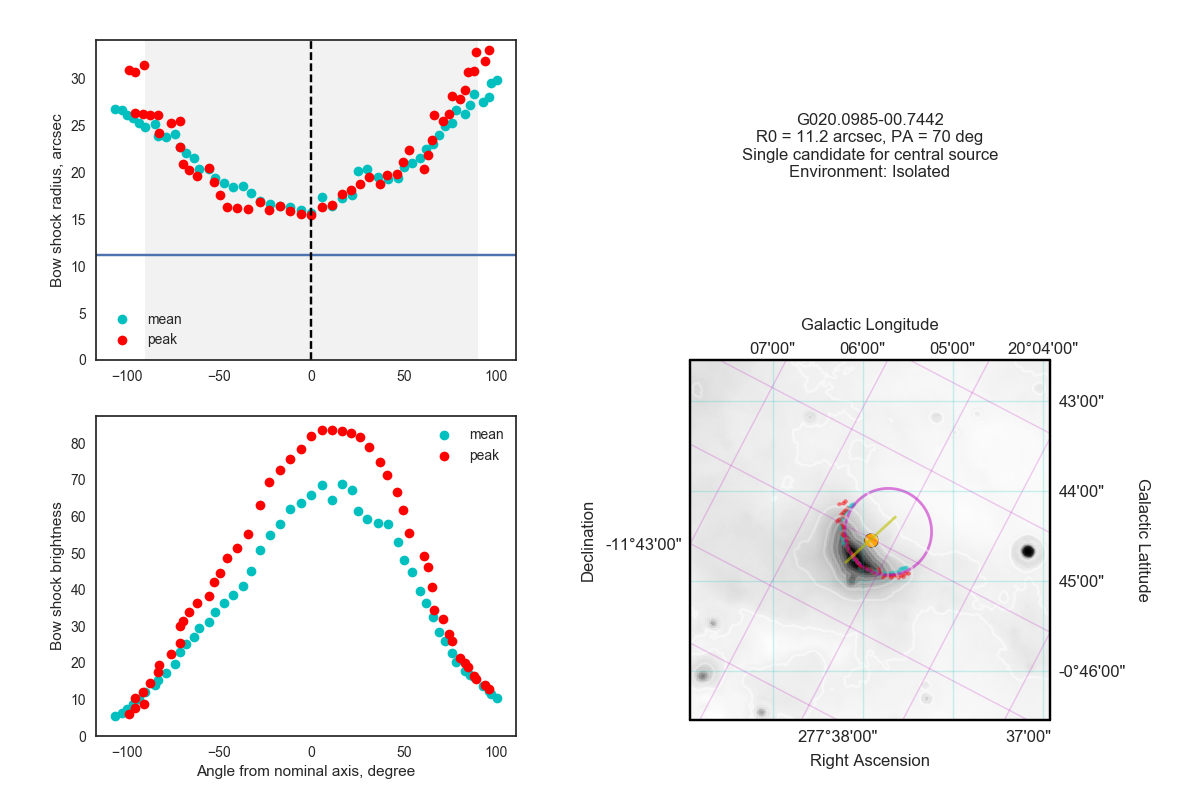 30
25
20
15
10
5
0
−100
−50
0
50
100
Bow shock radius, arcsec
mean
peak
G020.0985-00.7442
R0 = 11.2 arcsec, PA = 70 deg
Single candidate for central source
Environment: Isolated
80
70
60
50
40
30
20
10
0
−100
−50
0
50
100
Bow shock brightness
Angle from nominal axis, degree
mean
peak
Galactic Longitude
07'00"
06'00"
05'00"
20°04'00"
43'00"
44'00"
45'00"
-0°46'00"
Galactic Latitude
Declination
-11°43'00"
277°38'00"
37'00"
Right Ascension